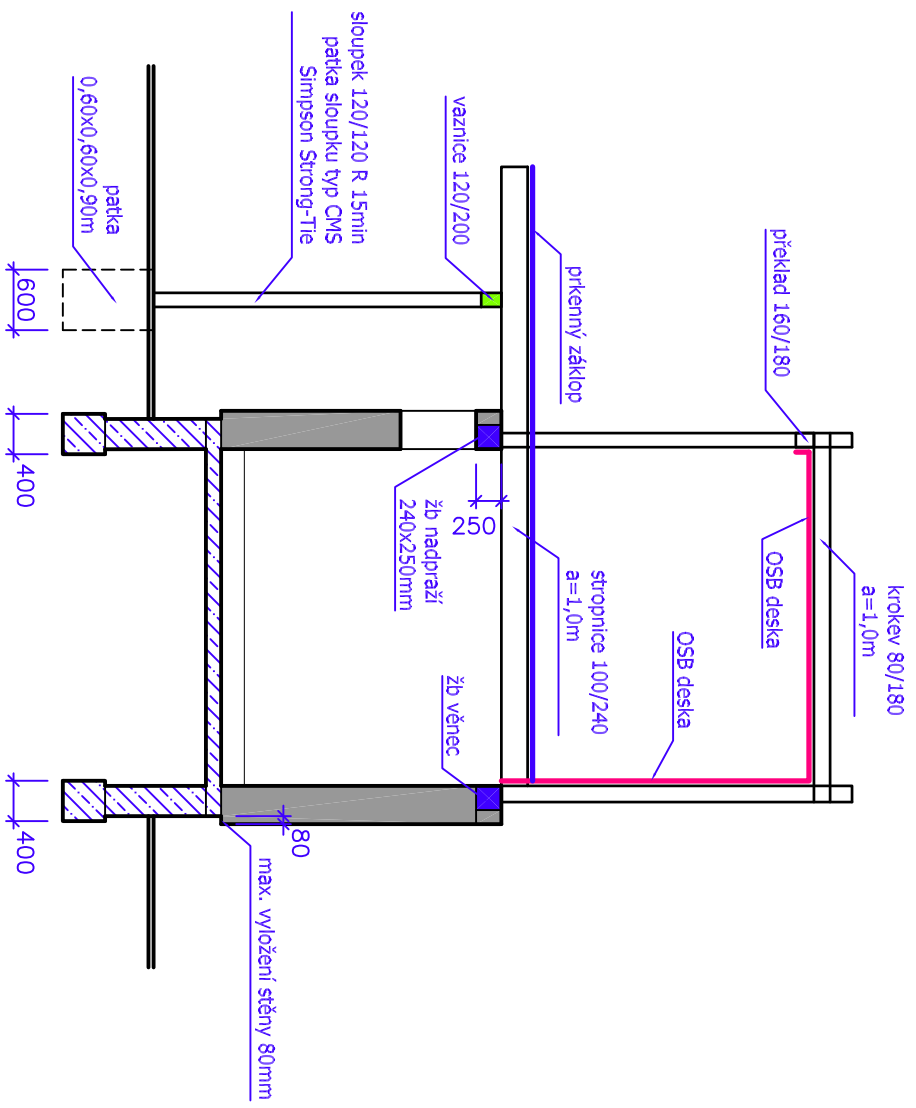 krokev 80/180
a=1,0m
překlad 160/180
OSB deska
OSB deska
prkenný záklop
stropnice 100/240
a=1,0m
vaznice 120/200
250
žb nadpraží
240x250mm
žb věnec
sloupek 120/120 R 15min
patka sloupku typ CMS
Simpson Strong-Tie
80
max. vyložení stěny 80mm
patka
0,60x0,60x0,90m
600
400
400